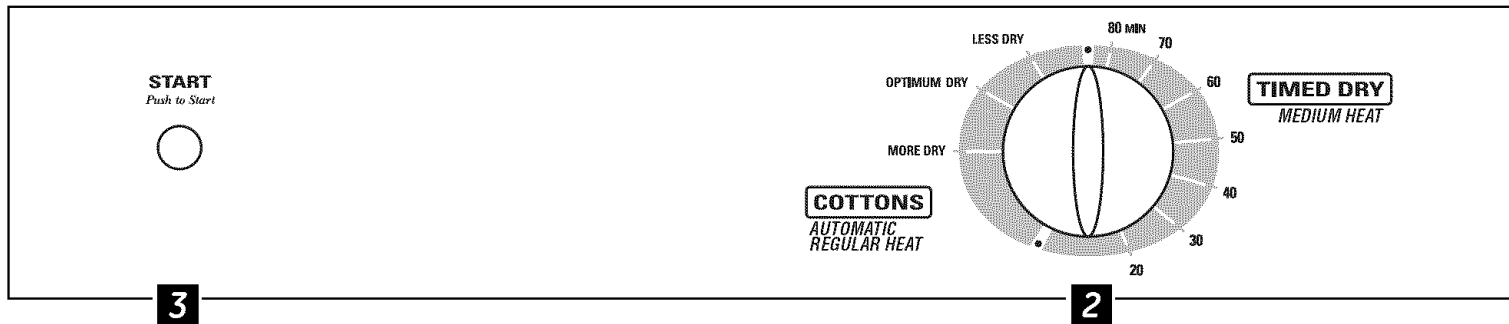 START
Push to Start
LESS DRY
OPTIMUM DRY
MORE DRY
COTTONS
AUTOMATIC
REGULAR HEAT
80 MIN
70
60
50
40
30
20
TIMED DRY
MEDIUM HEAT
3
2